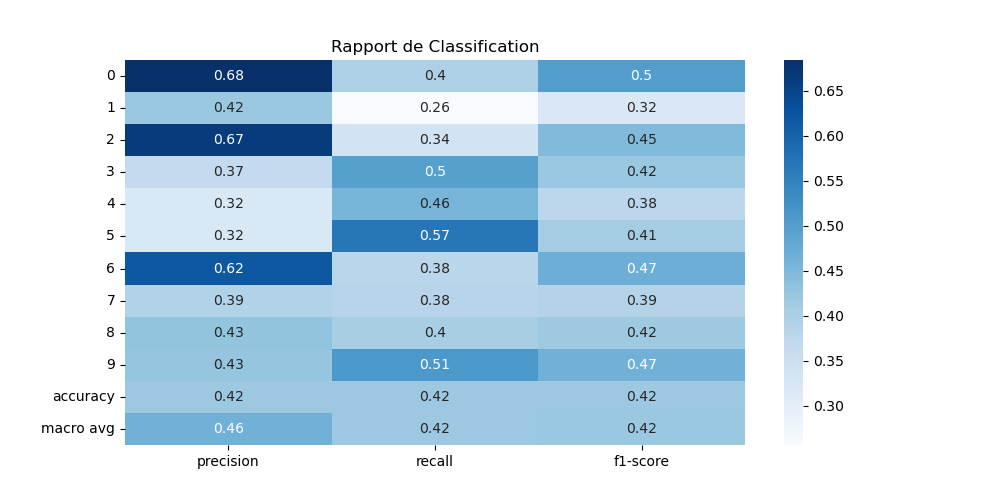 Rapport de Classification
0 0.68 0.4 0.5
1 0.42 0.26 0.32
2 0.67 0.34 0.45
3 0.37 0.5 0.42
4 0.32 0.46 0.38
5 0.32 0.57 0.41
6 0.62 0.38 0.47
7 0.39 0.38 0.39
8 0.43 0.4 0.42
9 0.43 0.51 0.47
accuracy 0.42 0.42 0.42
macro avg 0.46 0.42 0.42
precision recall f1-score
0.65
0.60
0.55
0.50
0.45
0.40
0.35
0.30